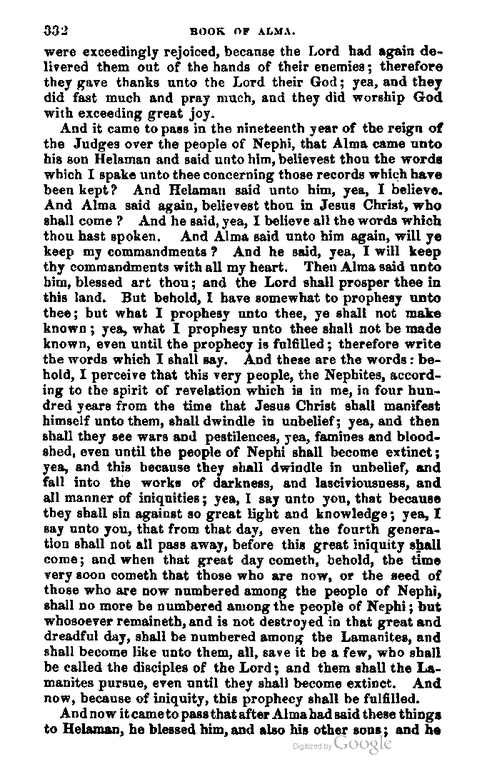 332 BOOK OF ALMA.
were exceedingly rejoiced, because the Lord had again de-
livered them out of the hands of their enemies; therefore
they gave thanks unto the Lord their God; yea, and they
did fast much and pray much, and they did worship God
with exceeding great joy.
And it came to pass in the nineteenth year of the reign of
the Judges over the people of Nephi, that Alma came unto
his son Helaman and said unto him, believest thou the words
which I spake unto thee concerning those records which have
been kept? And Helaman said unto him, yea, I believe.
And Alma said again, believest thou in Jesus Christ, who
shall come? And he said, yea, I believe all the words which
thou hast spoken. And Alma said unto him again, will ye
keep my commandments? And he said, yea, I will keep
thy commandments with all my heart. Then Alma said unto
him, blessed art thou; and the Lord shall prosper thee in
this land. But behold, I have somewhat to prophesy unto
thee; but what I prophesy unto thee, ye shall not make
known; yea, what I prophesy unto thee shall not be made
known, even until the prophecy is fulfilled; therefore write
the words which I shall say. And these are the words: be-
hold, I perceive that this very people, the Nephites, accord-
ing to the spirit of revelation which is in me, in four hun-
dred years from the time that Jesus Christ shall manifest
himself unto them, shall dwindle in unbelief; yea, and then
shall they see wars and pestilences, yea, famines and blood-
shed, even until the people of Nephi shall become extinct;
yea, and this because they shall dwindle in unbelief, and
fall into the works of darkness, and lasciviousness, and
all manner of iniquities; yea, I say unto you, that because
they shall sin against so great light and knowledge; yea, I
say unto you, that from that day, even the fourth genera-
tion shall not all pass away, before this great iniquity shall
come; and when that great day cometh, behold, the time
very soon cometh that those who are now, or the seed of
those who are now numbered among the people of Nephi,
shall no more be numbered among the people of Nephi; but
whosoever remaineth, and is not destroyed in that great and
dreadful day, shall be numbered among the Lamanites, and
shall become like unto them, all, save it be a few, who shall
be called the disciples of the Lord; and them shall the La-
manites pursue, even until they shall become extinct. And
now, because of iniquity, this prophecy shall be fulfilled.
And now it came to pass that after Alma had said these things
to Helaman, he blessed him, and also his other sons; and he
Digitized by Google